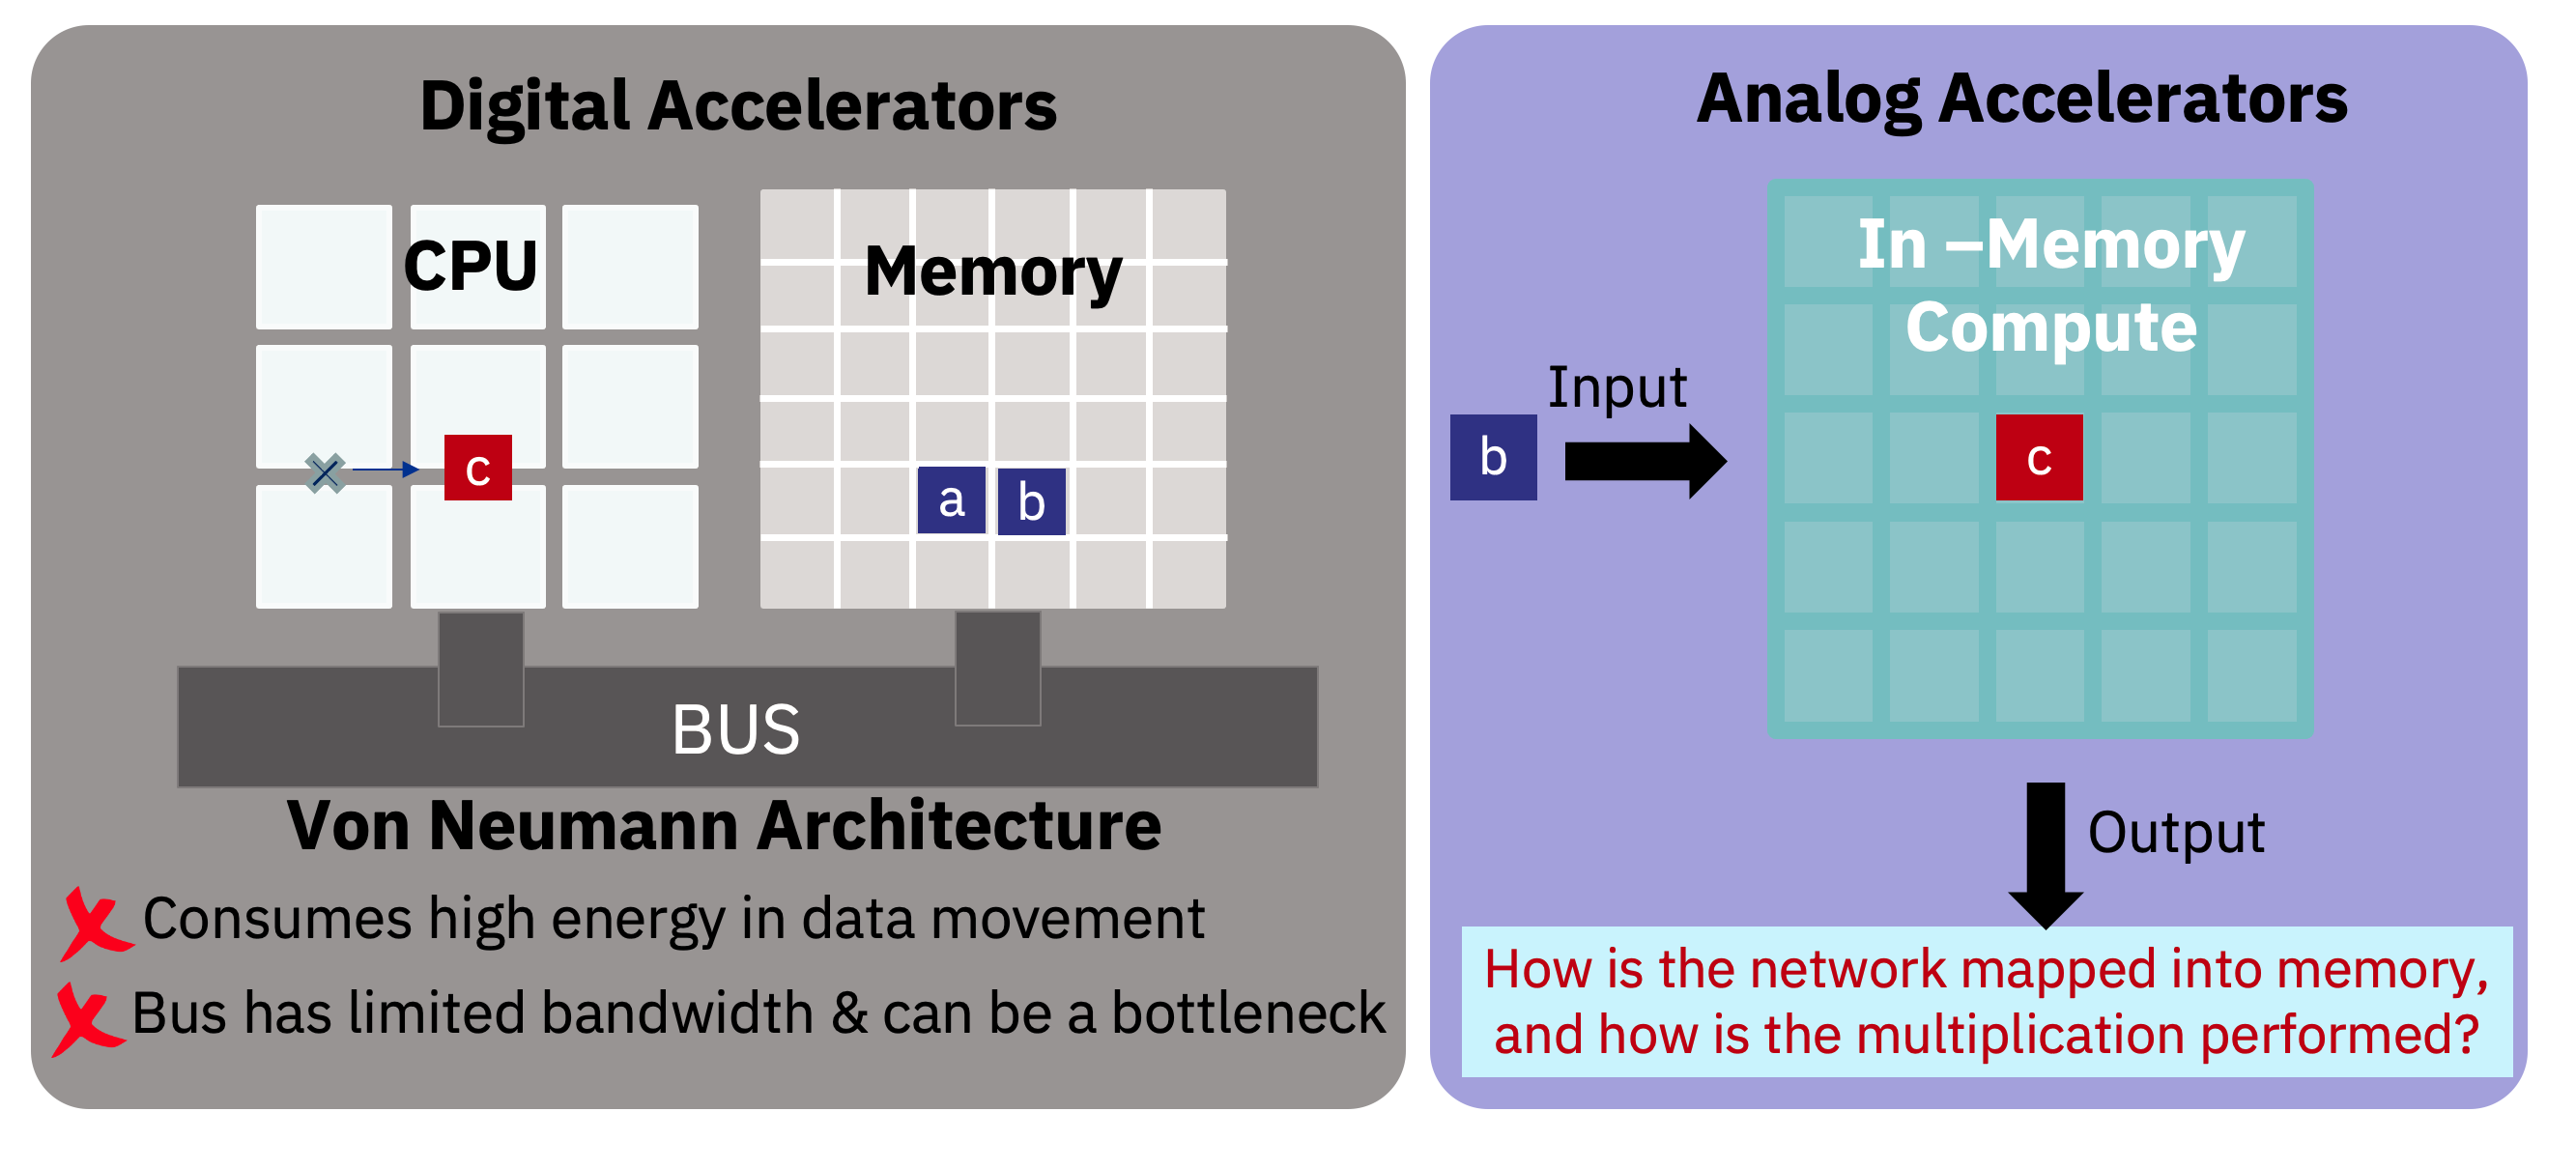 Digital Accelerators
CPU
Memory
c
a
b
BUS
Von Neumann Architecture
Consumes high energy in data movement
Bus has limited bandwidth & can be a bottleneck
Analog Accelerators
In –Memory
Compute
Input
b
c
Output
How is the network mapped into memory,
and how is the multiplication performed?